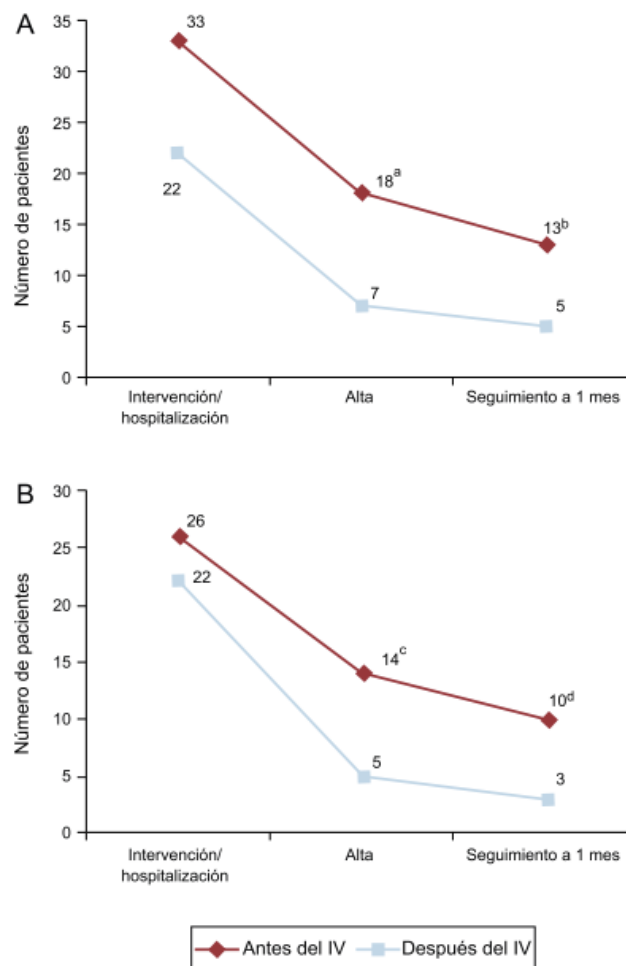 A
Número de pacientes
35
30
25
20
15
10
5
0
33
22
18a
7
13b
5
Intervención/
hospitalización
Alta
Seguimiento a 1 mes
B
Número de pacientes
30
25
20
15
10
5
0
26
22
14c
5
10d
3
Intervención/
hospitalización
Alta
Seguimiento a 1 mes
Antes del IV
Después del IV